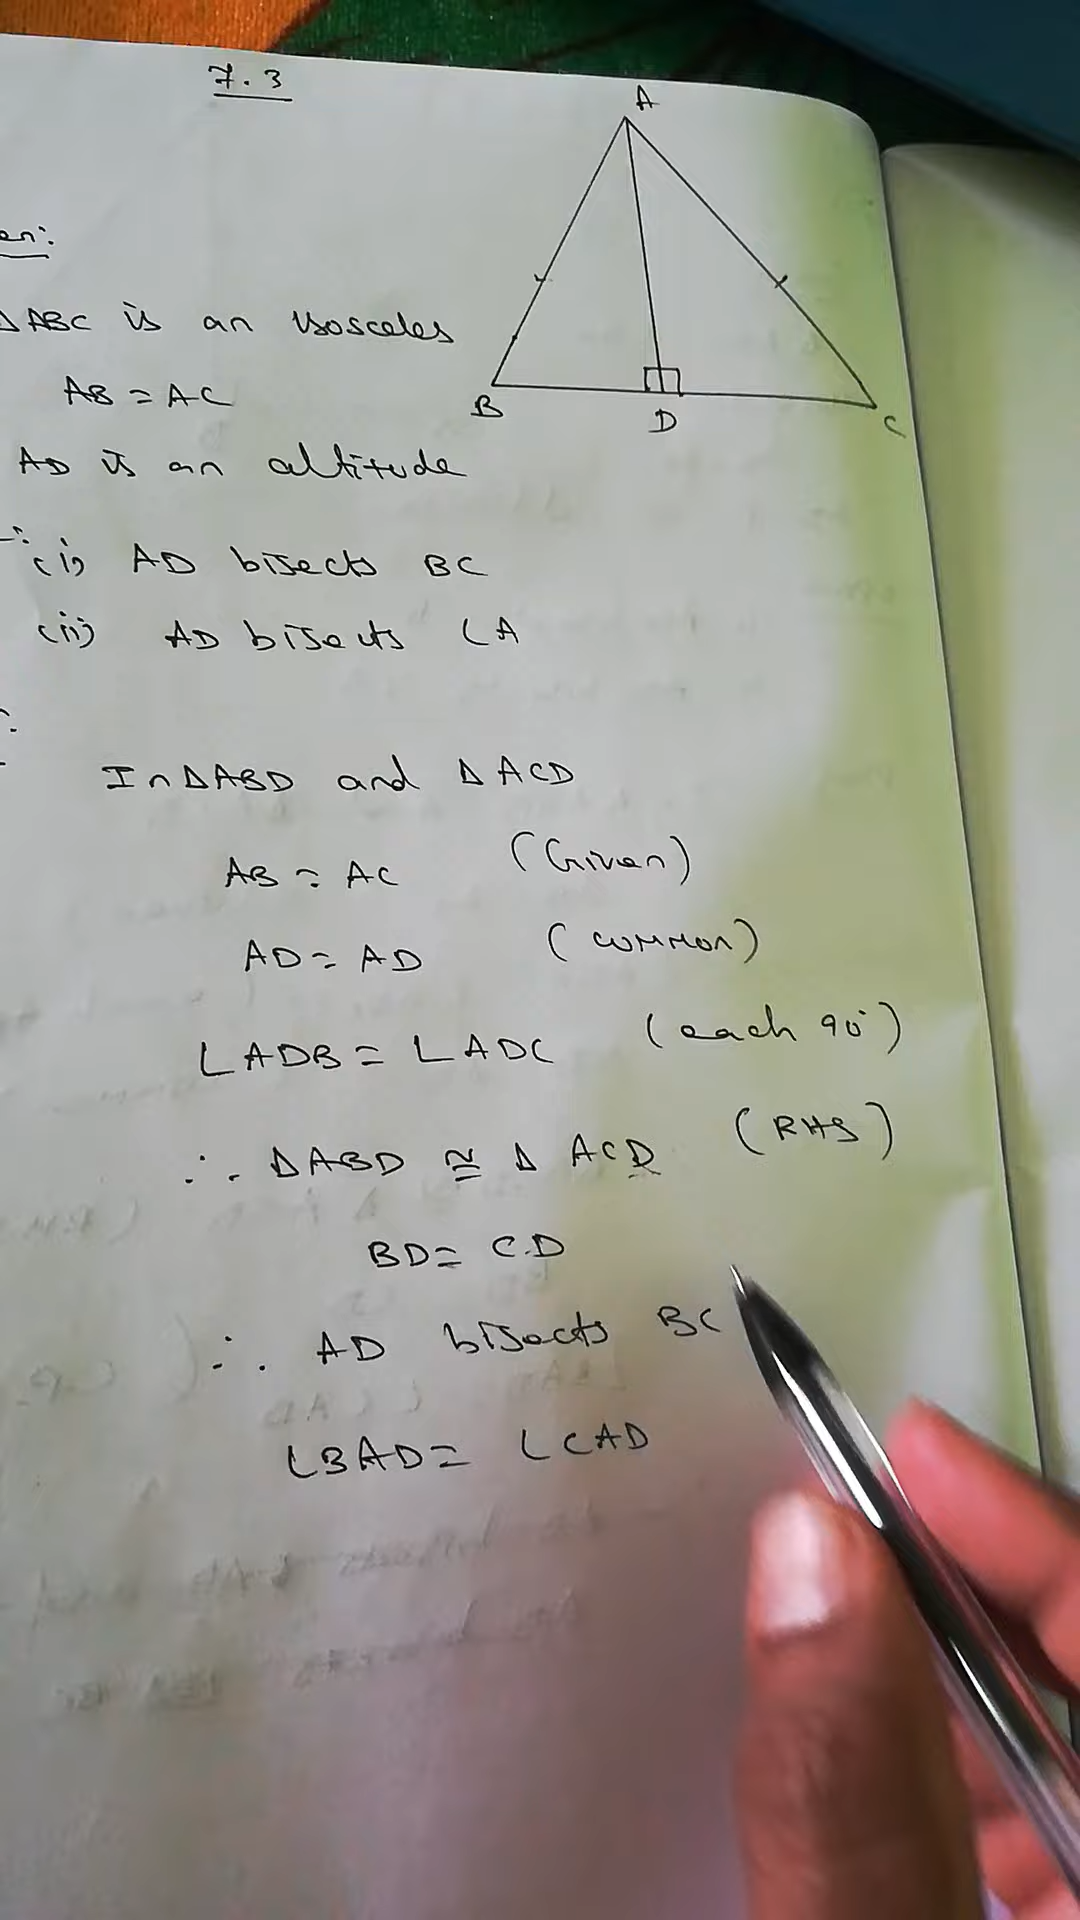 7.3
A
en:
ΔABC is an isosceles
AB = AC
B
D
C
AD is an altitude
(i) AD bisects BC
(ii) AD bisects ∠A
In ΔABD and ΔACD
AB = AC (Given)
AD = AD (common)
∠ADB = ∠ADC (each 90°)
∴ ΔABD ≅ Δ ACD (RHS)
BD = CD
∴ AD bisects BC
∠BAD = ∠CAD